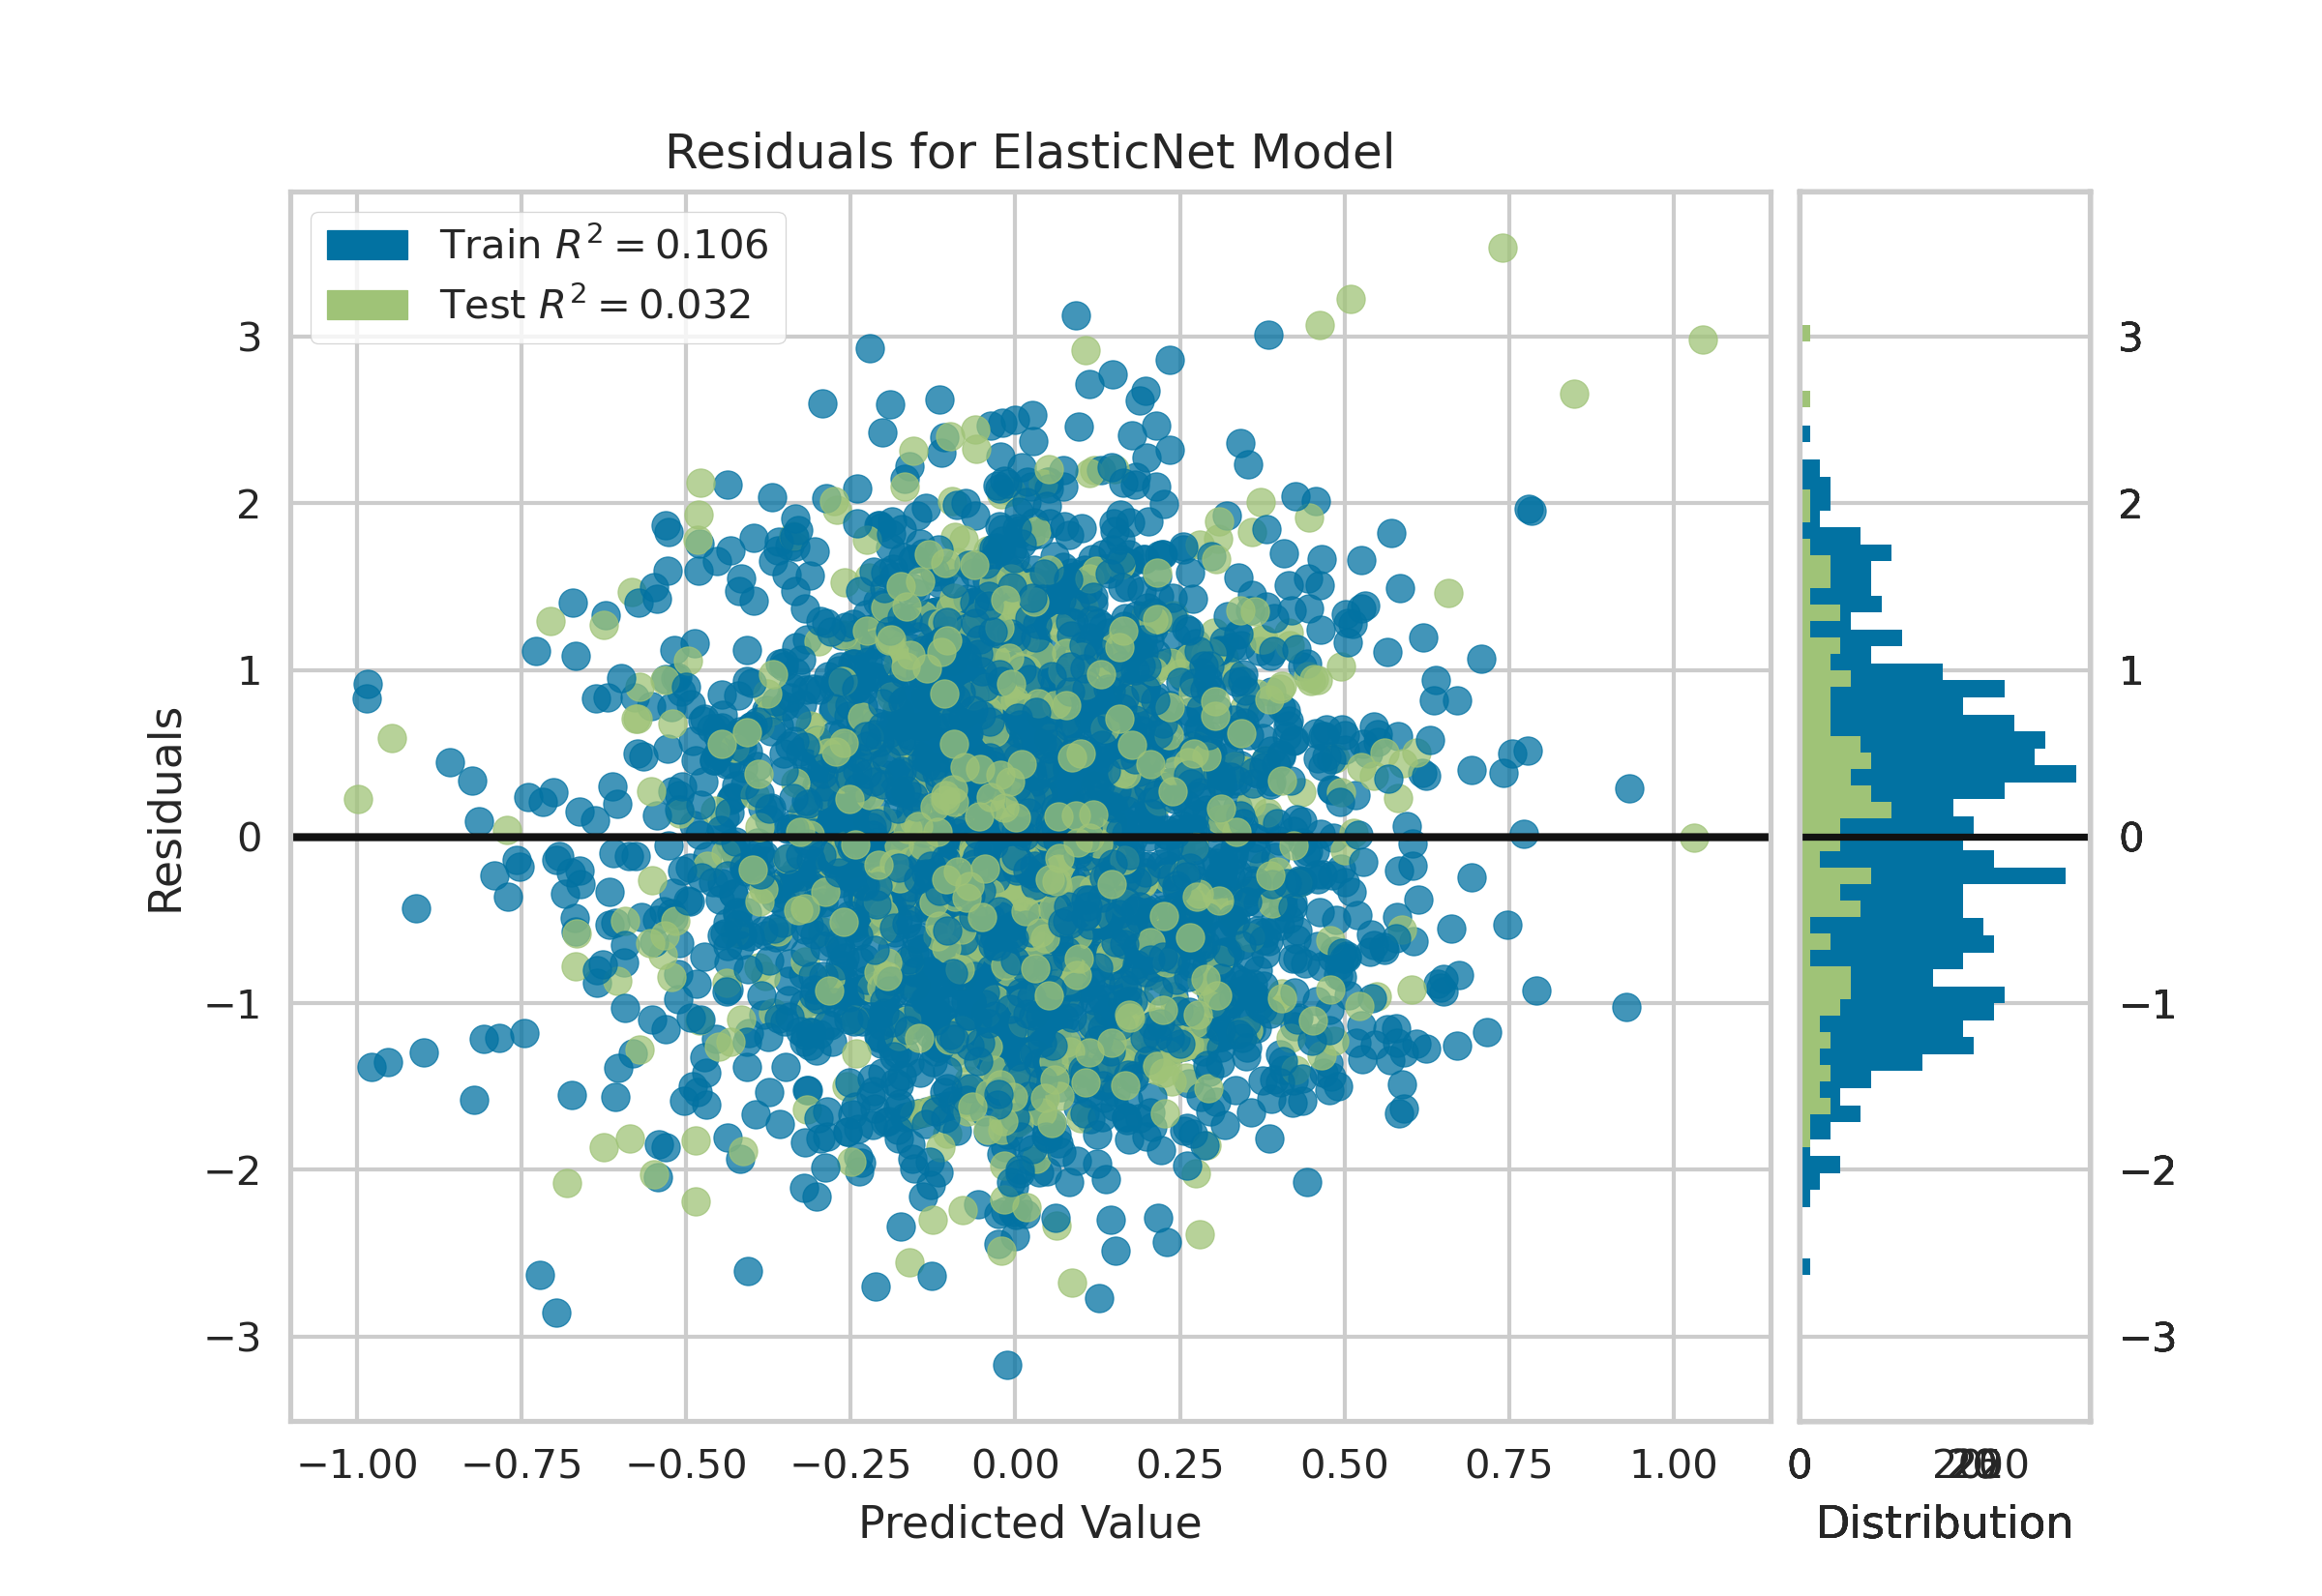 Residuals for ElasticNet Model
Train R² = 0.106
Test R² = 0.032
Residuals
3
2
1
0
−1
−2
−3
3
2
1
0
−1
−2
−3
−1.00 −0.75 −0.50 −0.25 0.00 0.25 0.50 0.75 1.00
0
Predicted Value
Distribution